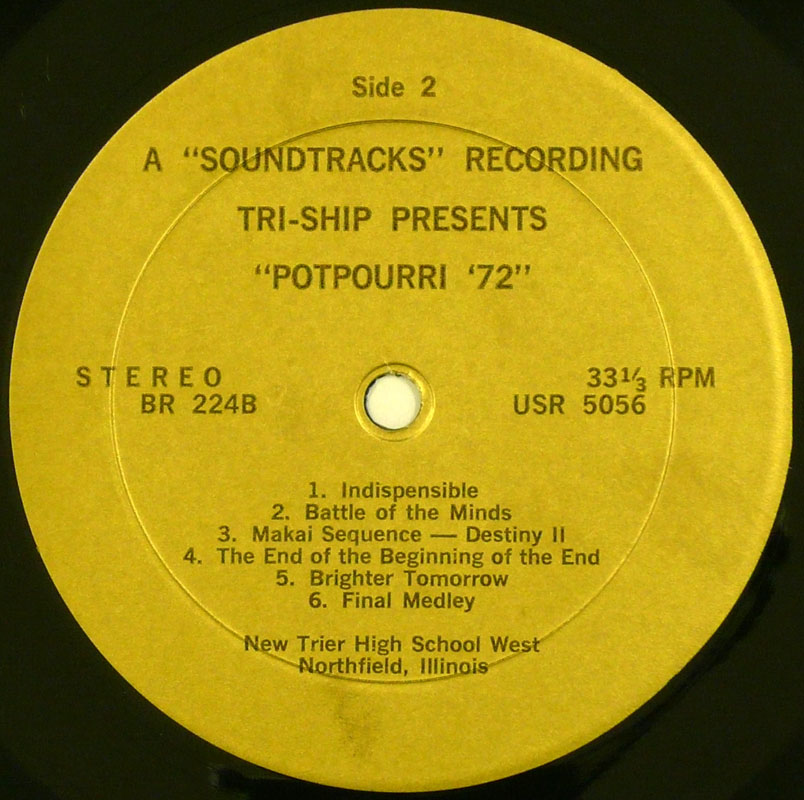 Side 2
A "SOUNDTRACKS" RECORDING
TRI-SHIP PRESENTS
"POTPOURRI '72"
STEREO 33⅓ RPM
BR 224B USR 5056
1. Indispensible
2. Battle of the Minds
3. Makai Sequence — Destiny II
4. The End of the Beginning of the End
5. Brighter Tomorrow
6. Final Medley
New Trier High School West
Northfield, Illinois